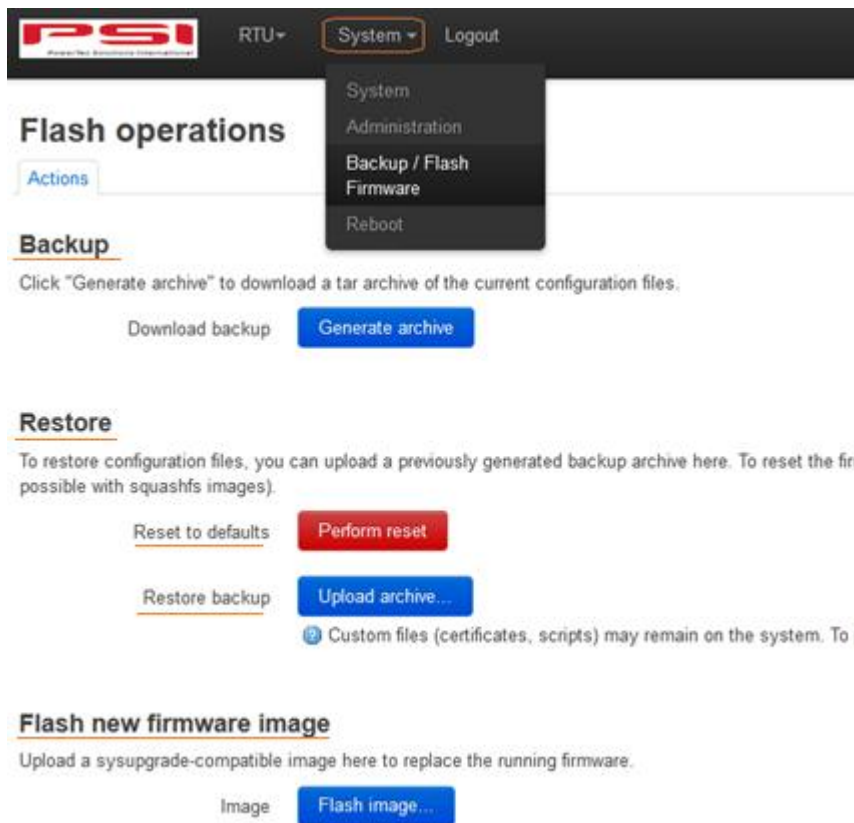 PSI
PowerTec Solutions International
RTU
System
Logout
System
Administration
Backup / Flash
Firmware
Reboot
Flash operations
Actions
Backup
Click "Generate archive" to download a tar archive of the current configuration files.
Download backup
Generate archive
Restore
To restore configuration files, you can upload a previously generated backup archive here. To reset the fir
possible with squashfs images).
Reset to defaults
Perform reset
Restore backup
Upload archive...
Custom files (certificates, scripts) may remain on the system. To
Flash new firmware image
Upload a sysupgrade-compatible image here to replace the running firmware.
Image
Flash image...